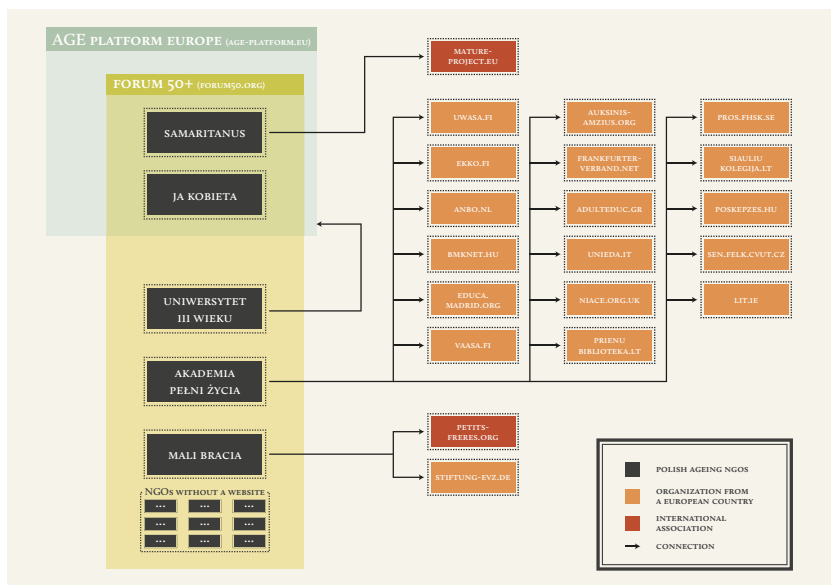 AGE PLATFORM EUROPE (AGE-PLATFORM.EU)
FORUM 50+ (FORUM50.ORG)
SAMARITANUS
JA KOBIETA
UNIWERSYTET
III WIEKU
AKADEMIA
PEŁNI ŻYCIA
MALI BRACIA
NGOS WITHOUT A WEBSITE
... ... ...
... ... ...
... ... ...
MATURE-
PROJECT.EU
UWASA.FI
EKKO.FI
ANBO.NL
BMKNET.HU
EDUCA.
MADRID.ORG
VAASA.FI
AUKSINIS-
AMZIUS.ORG
FRANKFURTER-
VERBAND.NET
ADULTEDUC.GR
UNIEDA.IT
NIACE.ORG.UK
PRIENU
BIBLIOTEKA.LT
PROS.FHSK.SE
SIAULIU
KOLEGIJA.LT
POSKEPZES.HU
SEN.FELK.CVUT.CZ
LIT.IE
PETITS-
FRERES.ORG
STIFTUNG-EVZ.DE
POLISH AGEING NGOS
ORGANIZATION FROM
A EUROPEAN COUNTRY
INTERNATIONAL
ASSOCIATION
CONNECTION